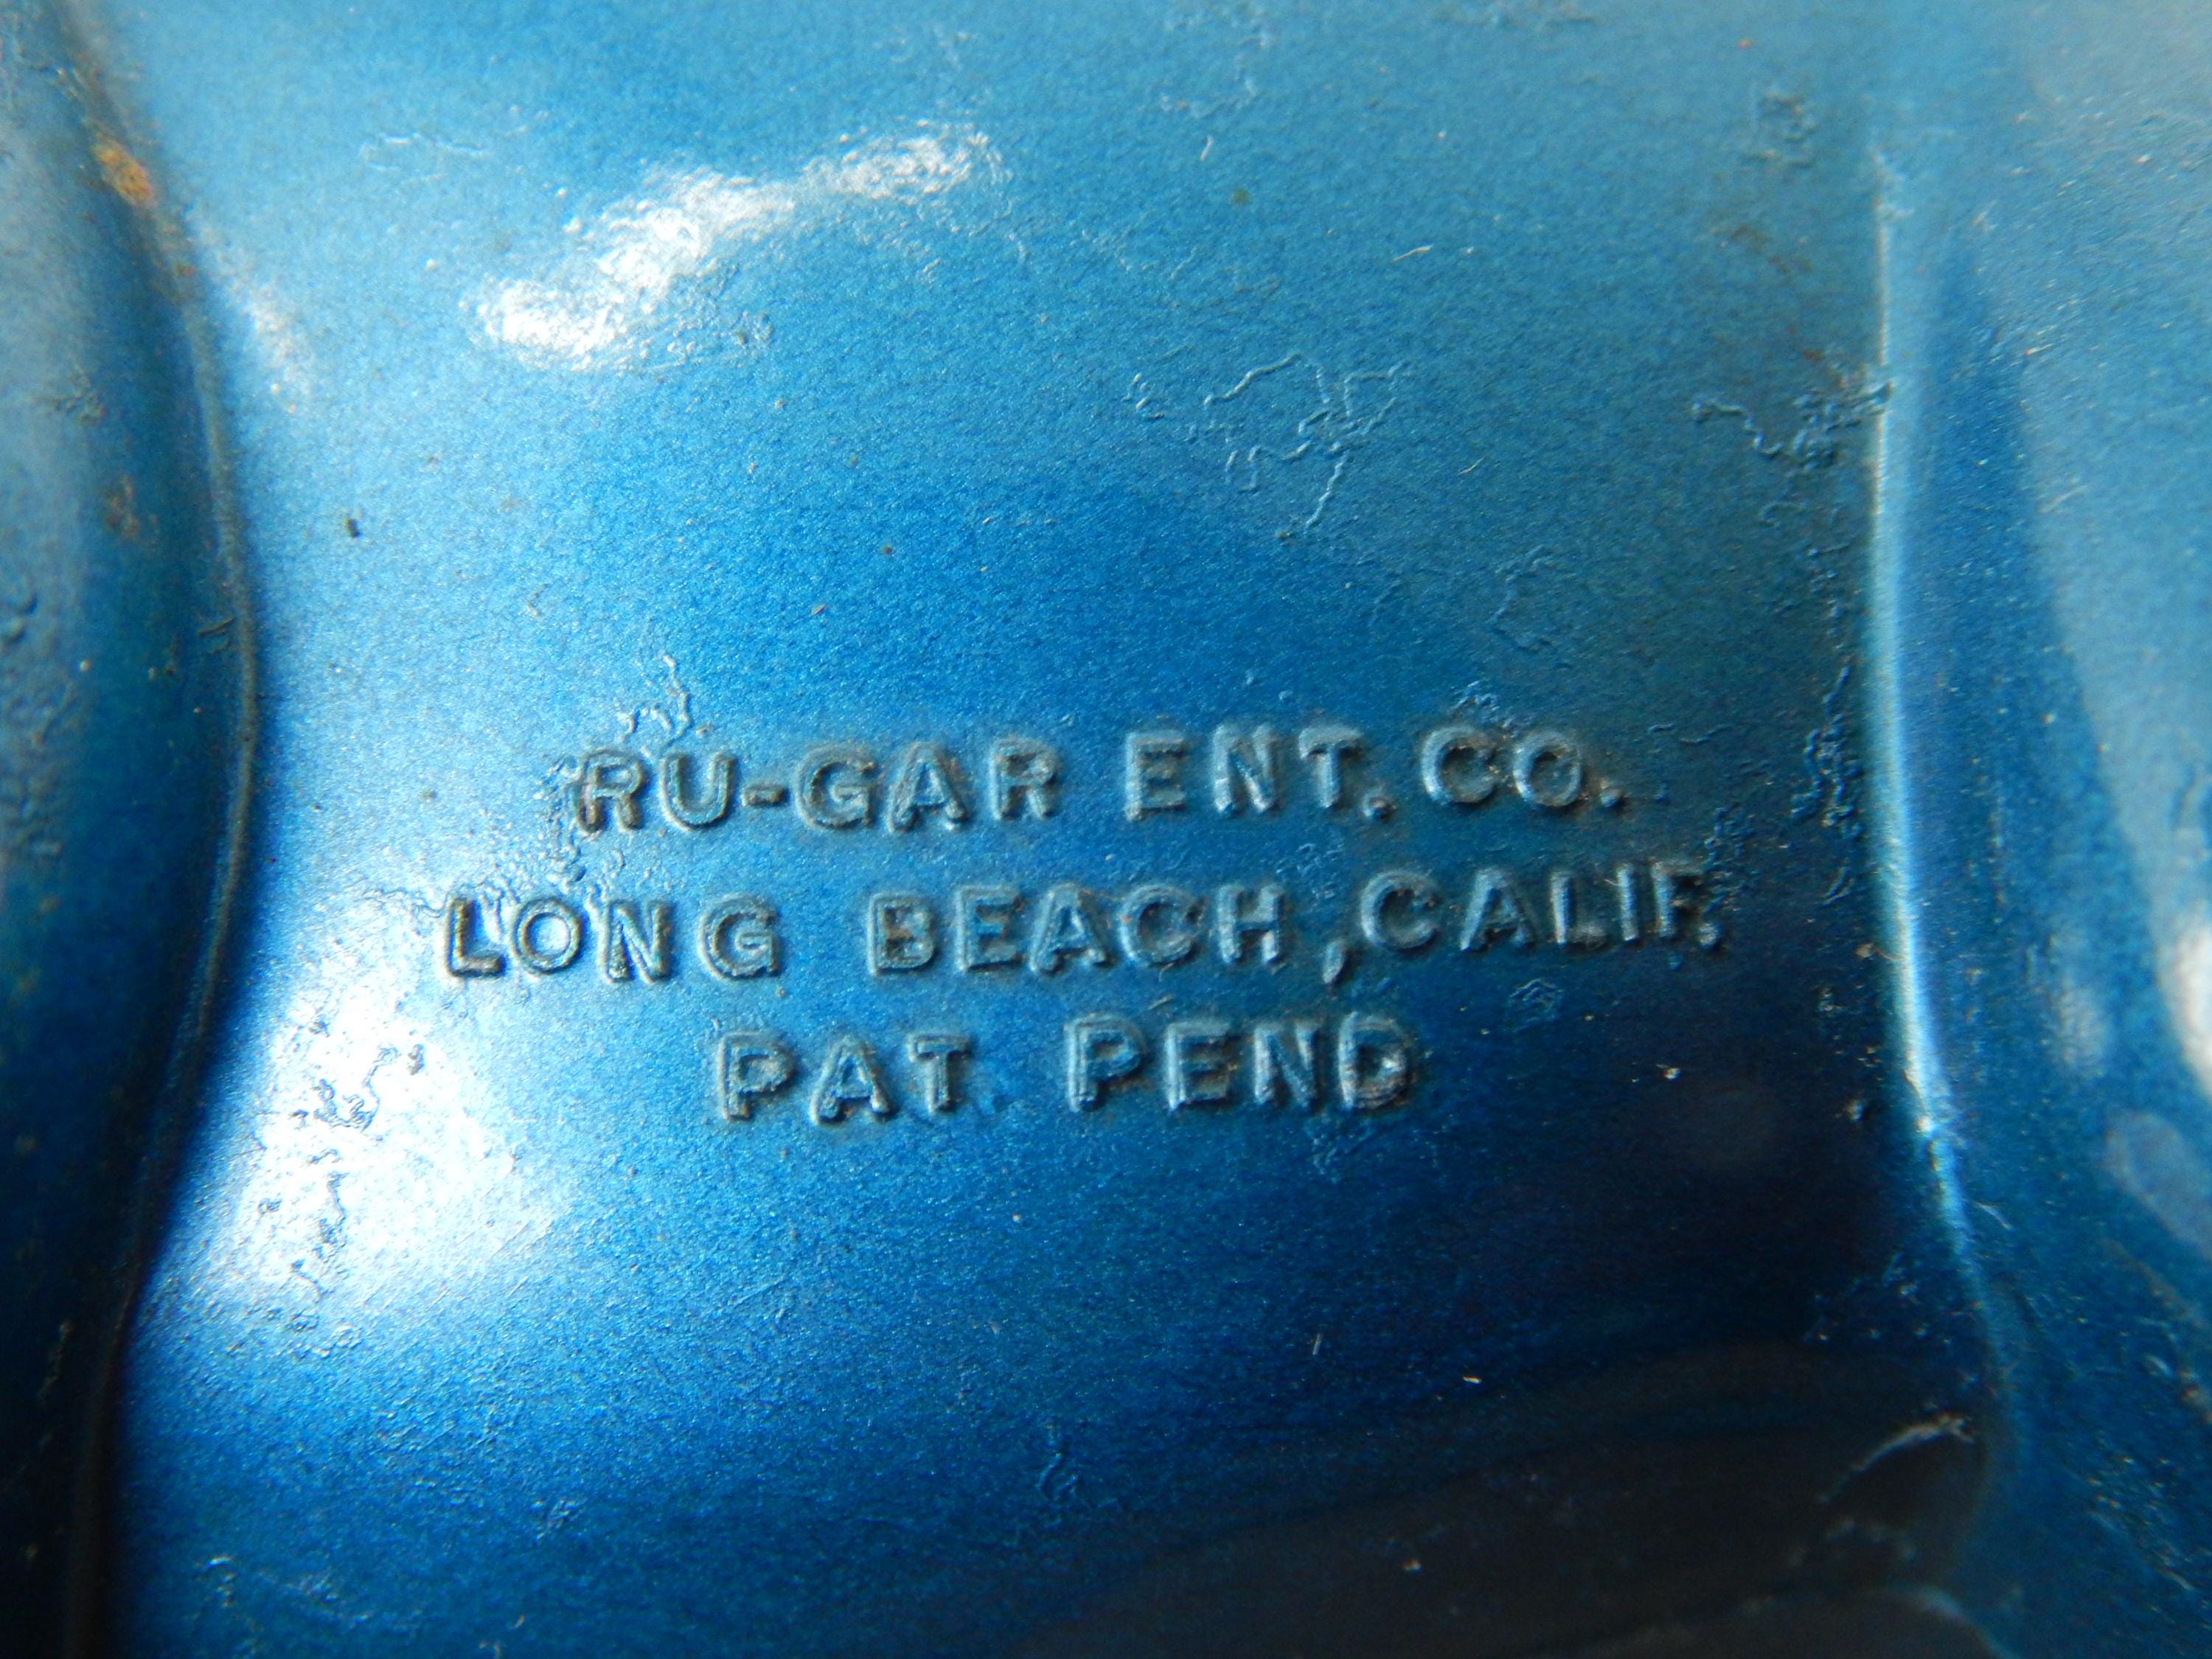 RU-GAR ENT. CO.
LONG BEACH, CALIF.
PAT PEND